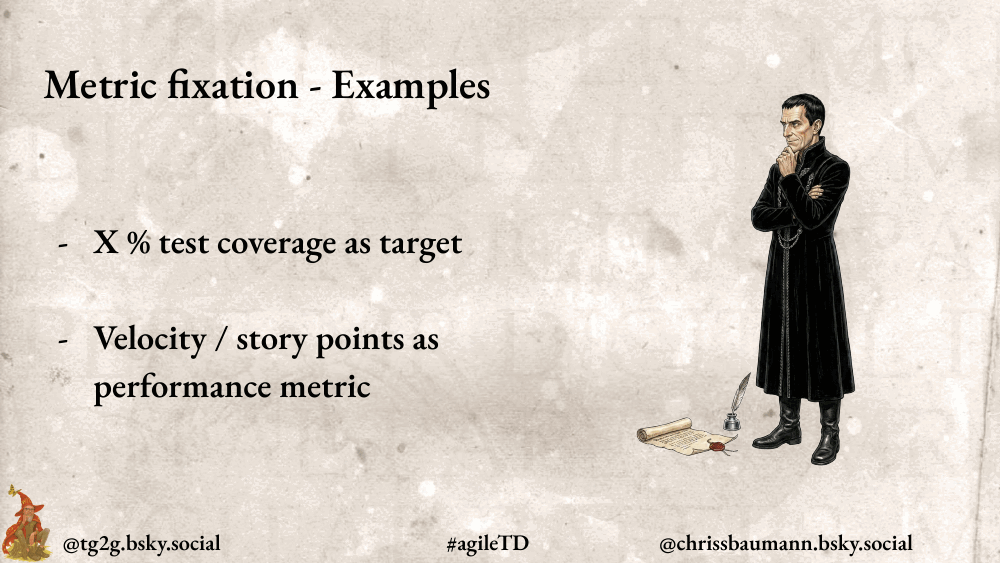 Metric fixation - Examples
- X % test coverage as target
- Velocity / story points as
performance metric
@tg2g.bsky.social
#agileTD
@chrissbaumann.bsky.social